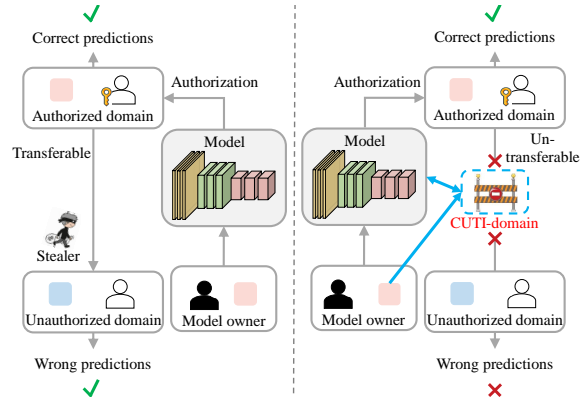 Correct predictions
Authorization
Authorized domain
Transferable
Model
Stealer
Unauthorized domain
Model owner
Wrong predictions
Correct predictions
Authorization
Authorized domain
Un-
transferable
Model
CUTI-domain
Model owner
Unauthorized domain
Wrong predictions